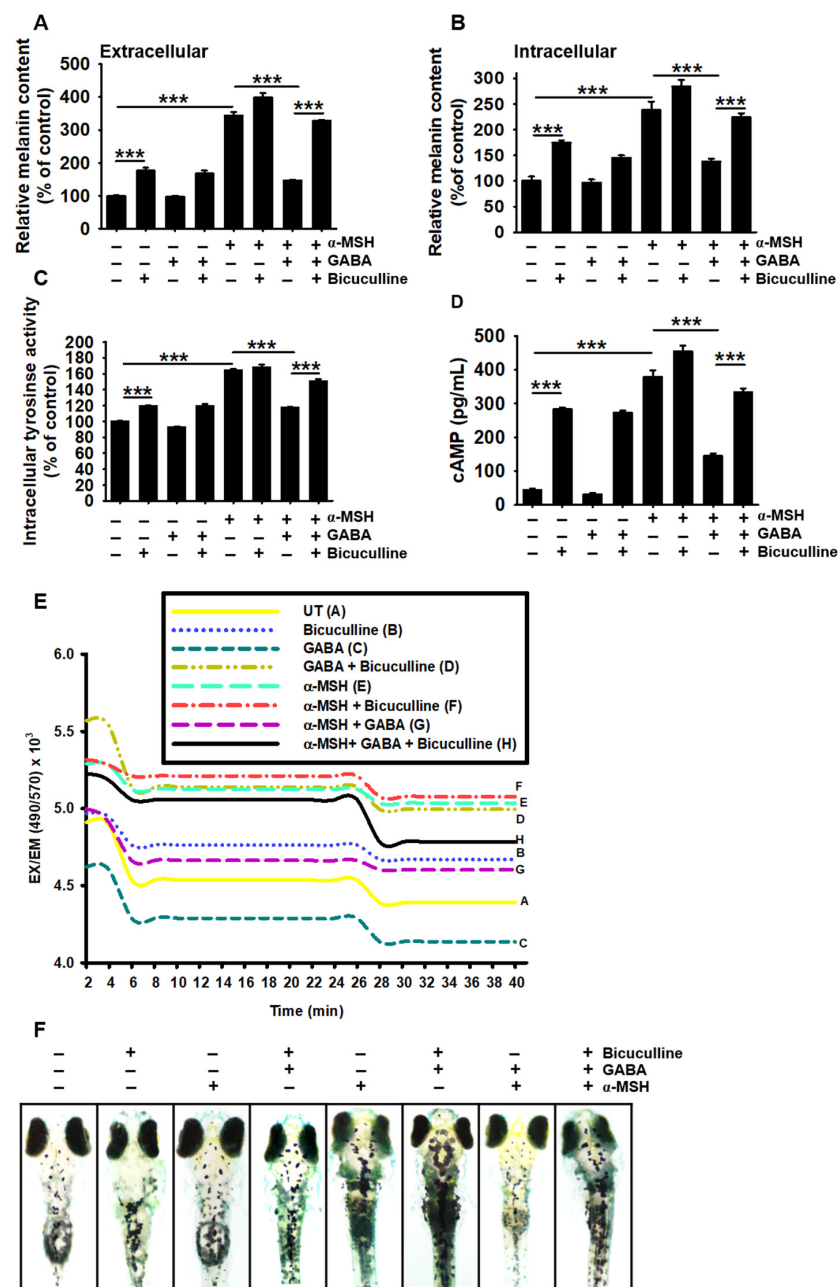 A
Extracellular
Relative melanin content
(% of control)
500
400
300
200
100
0
***
***
***
***
– – – – + + + + α-MSH
– – + + – – + + GABA
– + – + – + – + Bicuculline
B
Intracellular
Relative melanin content
(%of control)
300
250
200
150
100
50
0
***
***
***
***
– – – – + + + + α-MSH
– – + + – – + + GABA
– + – + – + – + Bicuculline
C
Intracellular tyrosinse activity
(% of control)
180
160
140
120
100
80
60
40
20
0
***
***
***
***
– – – – + + + + α-MSH
– – + + – – + + GABA
– + – + – + – + Bicuculline
D
cAMP (pg/mL)
500
400
300
200
100
0
***
***
***
***
– – – – + + + + α-MSH
– – + + – – + + GABA
– + – + – + – + Bicuculline
E
UT (A)
Bicuculline (B)
GABA (C)
GABA + Bicuculline (D)
α-MSH (E)
α-MSH + Bicuculline (F)
α-MSH + GABA (G)
α-MSH+ GABA + Bicuculline (H)
EX/EM (490/570) x 10³
6.0
5.5
5.0
4.5
4.0
F
E
D
H
B
G
A
C
2 4 6 8 10 12 14 16 18 20 22 24 26 28 30 32 34 36 38 40
Time (min)
F
– + – + – + – + Bicuculline
– – – + – + + + GABA
– – + – + – + + α-MSH